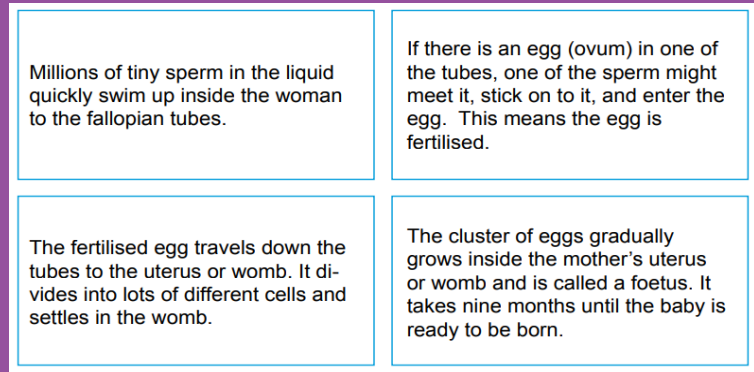 Millions of tiny sperm in the liquid
quickly swim up inside the woman
to the fallopian tubes.
If there is an egg (ovum) in one of
the tubes, one of the sperm might
meet it, stick on to it, and enter the
egg.  This means the egg is
fertilised.
The fertilised egg travels down the
tubes to the uterus or womb. It di-
vides into lots of different cells and
settles in the womb.
The cluster of eggs gradually
grows inside the mother's uterus
or womb and is called a foetus. It
takes nine months until the baby is
ready to be born.